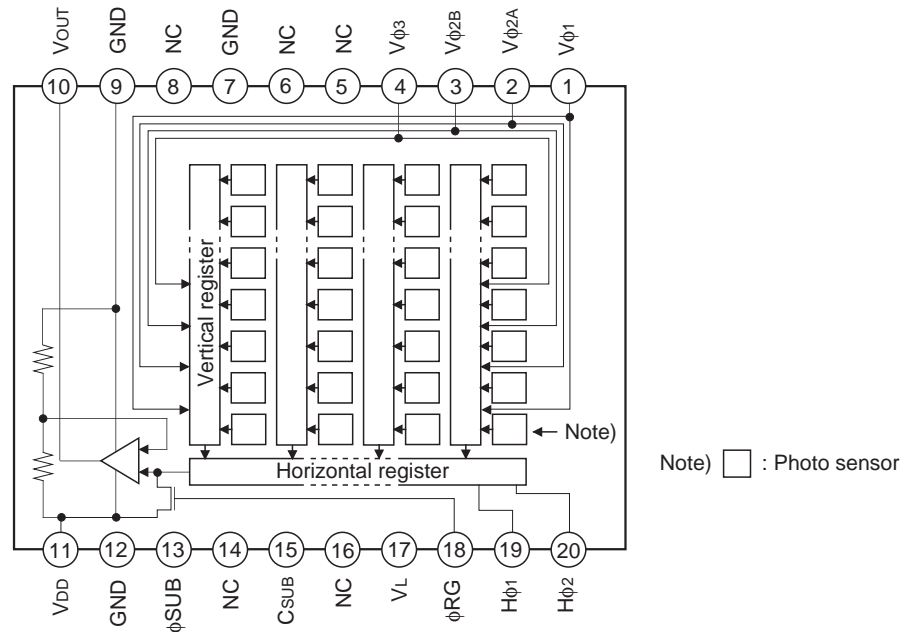 VOUT
GND
NC
GND
NC
NC
Vϕ3
Vϕ2B
Vϕ2A
Vϕ1
10
9
8
7
6
5
4
3
2
1
Vertical register
Note)
Horizontal register
Note) : Photo sensor
11
12
13
14
15
16
17
18
19
20
VDD
GND
ϕSUB
NC
CSUB
NC
VL
ϕRG
Hϕ1
Hϕ2